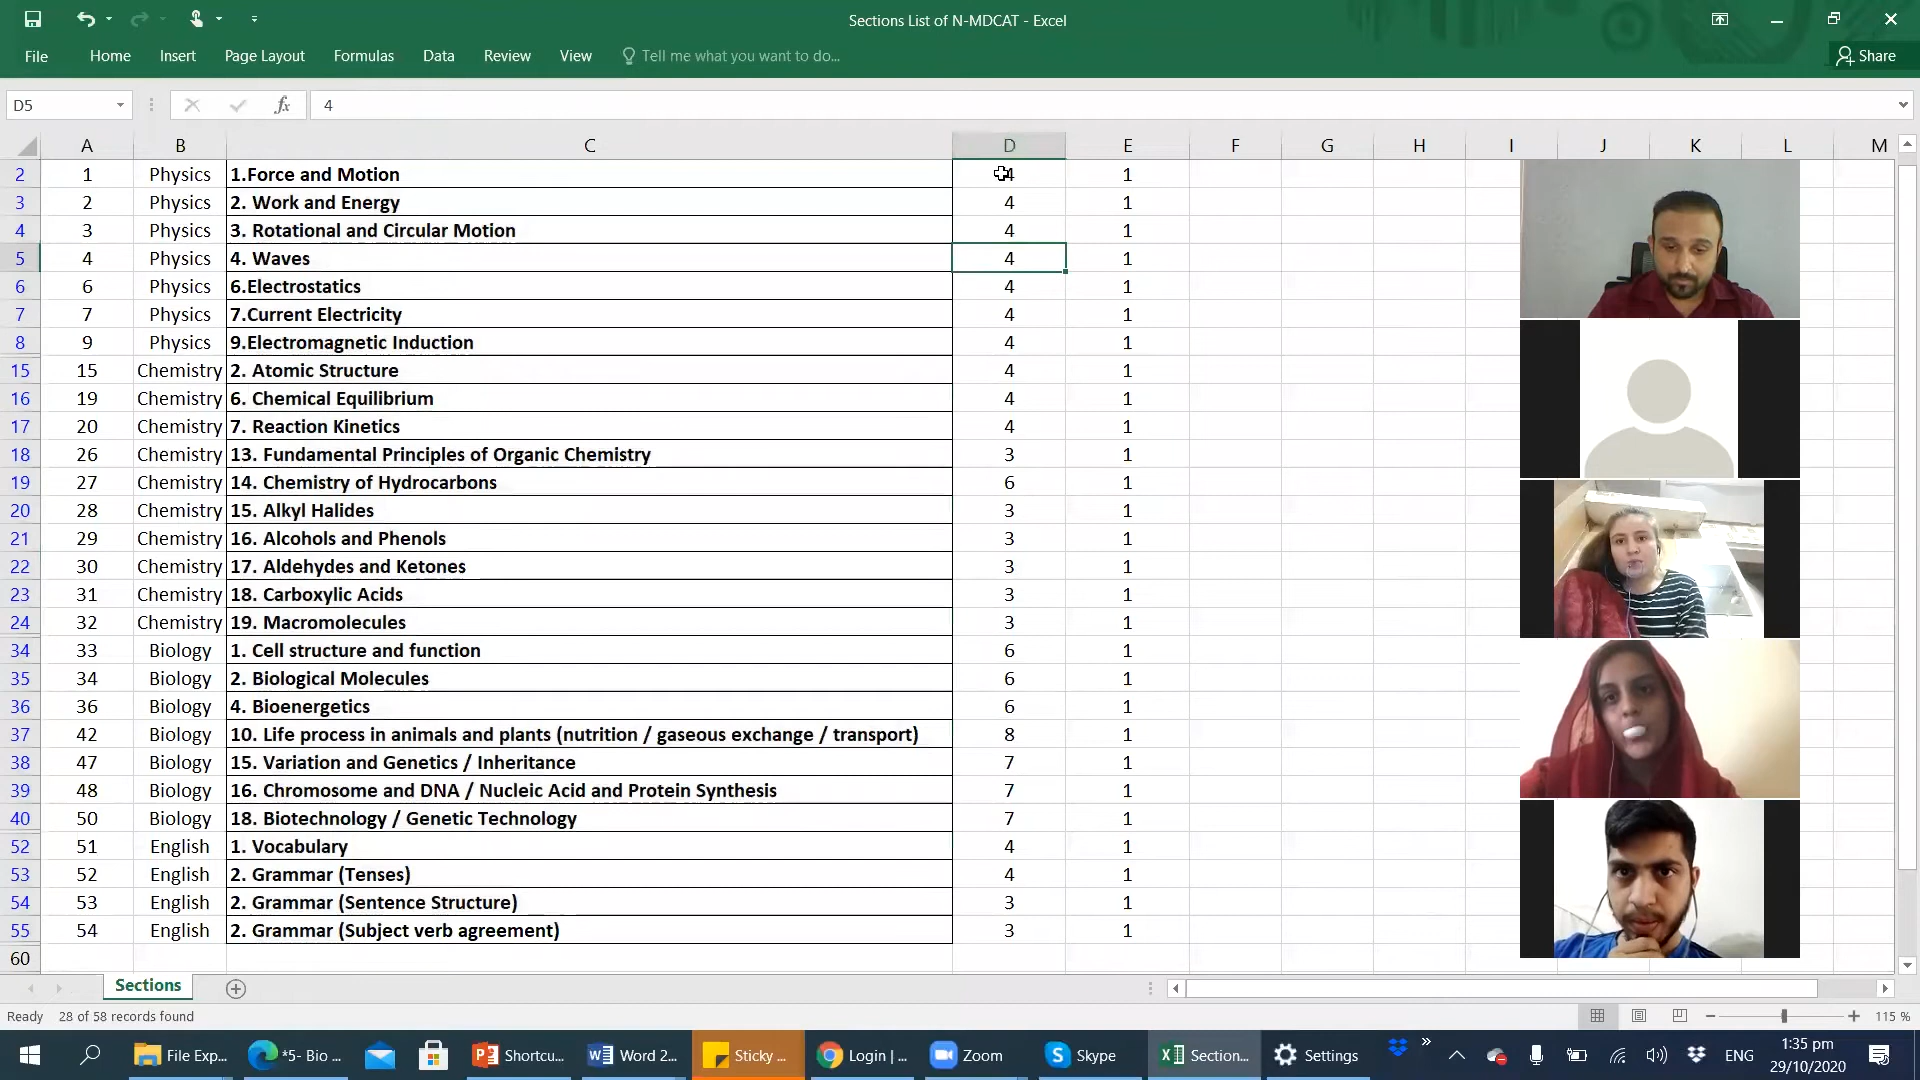 Sections List of N-MDCAT - Excel
File Home Insert Page Layout Formulas Data Review View Tell me what you want to do... Share
D5 fx 4
A B C D E F G H I J K L M
2 1 Physics 1.Force and Motion 4 1
3 2 Physics 2. Work and Energy 4 1
4 3 Physics 3. Rotational and Circular Motion 4 1
5 4 Physics 4. Waves 4 1
6 6 Physics 6.Electrostatics 4 1
7 7 Physics 7.Current Electricity 4 1
8 9 Physics 9.Electromagnetic Induction 4 1
15 15 Chemistry 2. Atomic Structure 4 1
16 19 Chemistry 6. Chemical Equilibrium 4 1
17 20 Chemistry 7. Reaction Kinetics 4 1
18 26 Chemistry 13. Fundamental Principles of Organic Chemistry 3 1
19 27 Chemistry 14. Chemistry of Hydrocarbons 6 1
20 28 Chemistry 15. Alkyl Halides 3 1
21 29 Chemistry 16. Alcohols and Phenols 3 1
22 30 Chemistry 17. Aldehydes and Ketones 3 1
23 31 Chemistry 18. Carboxylic Acids 3 1
24 32 Chemistry 19. Macromolecules 3 1
34 33 Biology 1. Cell structure and function 6 1
35 34 Biology 2. Biological Molecules 6 1
36 36 Biology 4. Bioenergetics 6 1
37 42 Biology 10. Life process in animals and plants (nutrition / gaseous exchange / transport) 8 1
38 47 Biology 15. Variation and Genetics / Inheritance 7 1
39 48 Biology 16. Chromosome and DNA / Nucleic Acid and Protein Synthesis 7 1
40 50 Biology 18. Biotechnology / Genetic Technology 7 1
52 51 English 1. Vocabulary 4 1
53 52 English 2. Grammar (Tenses) 4 1
54 53 English 2. Grammar (Sentence Structure) 3 1
55 54 English 2. Grammar (Subject verb agreement) 3 1
60
Sections
Ready 28 of 58 records found 115 %
File Exp... *5- Bio ... Shortcu... Word 2... Sticky ... Login | ... Zoom Skype Section... Settings » ENG 1:35 pm
29/10/2020